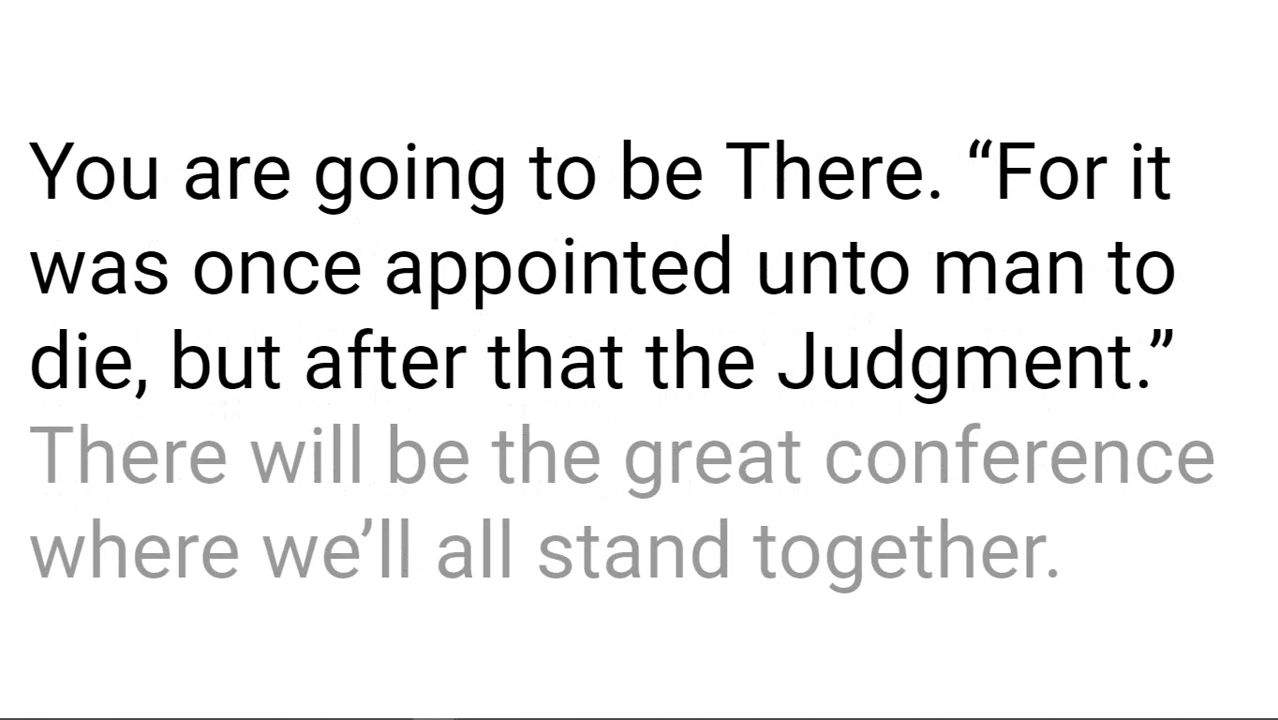 You are going to be There. “For it
was once appointed unto man to
die, but after that the Judgment.”
There will be the great conference
where we’ll all stand together.